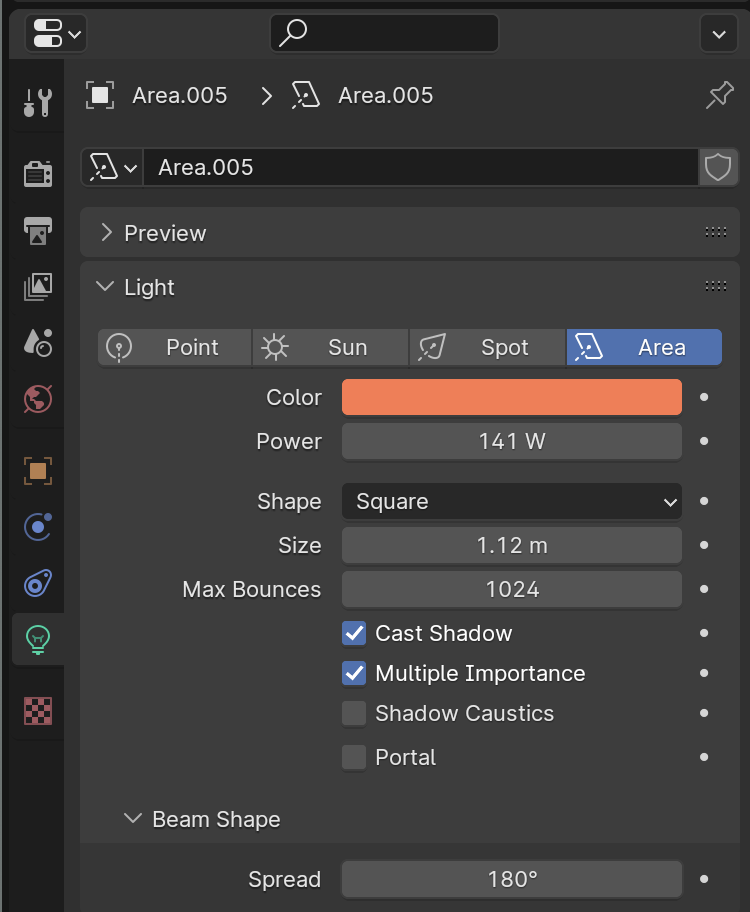 Area.005 Area.005
Area.005
Preview
Light
Point Sun Spot Area
Color
Power 141 W
Shape Square
Size 1.12 m
Max Bounces 1024
Cast Shadow
Multiple Importance
Shadow Caustics
Portal
Beam Shape
Spread 180°